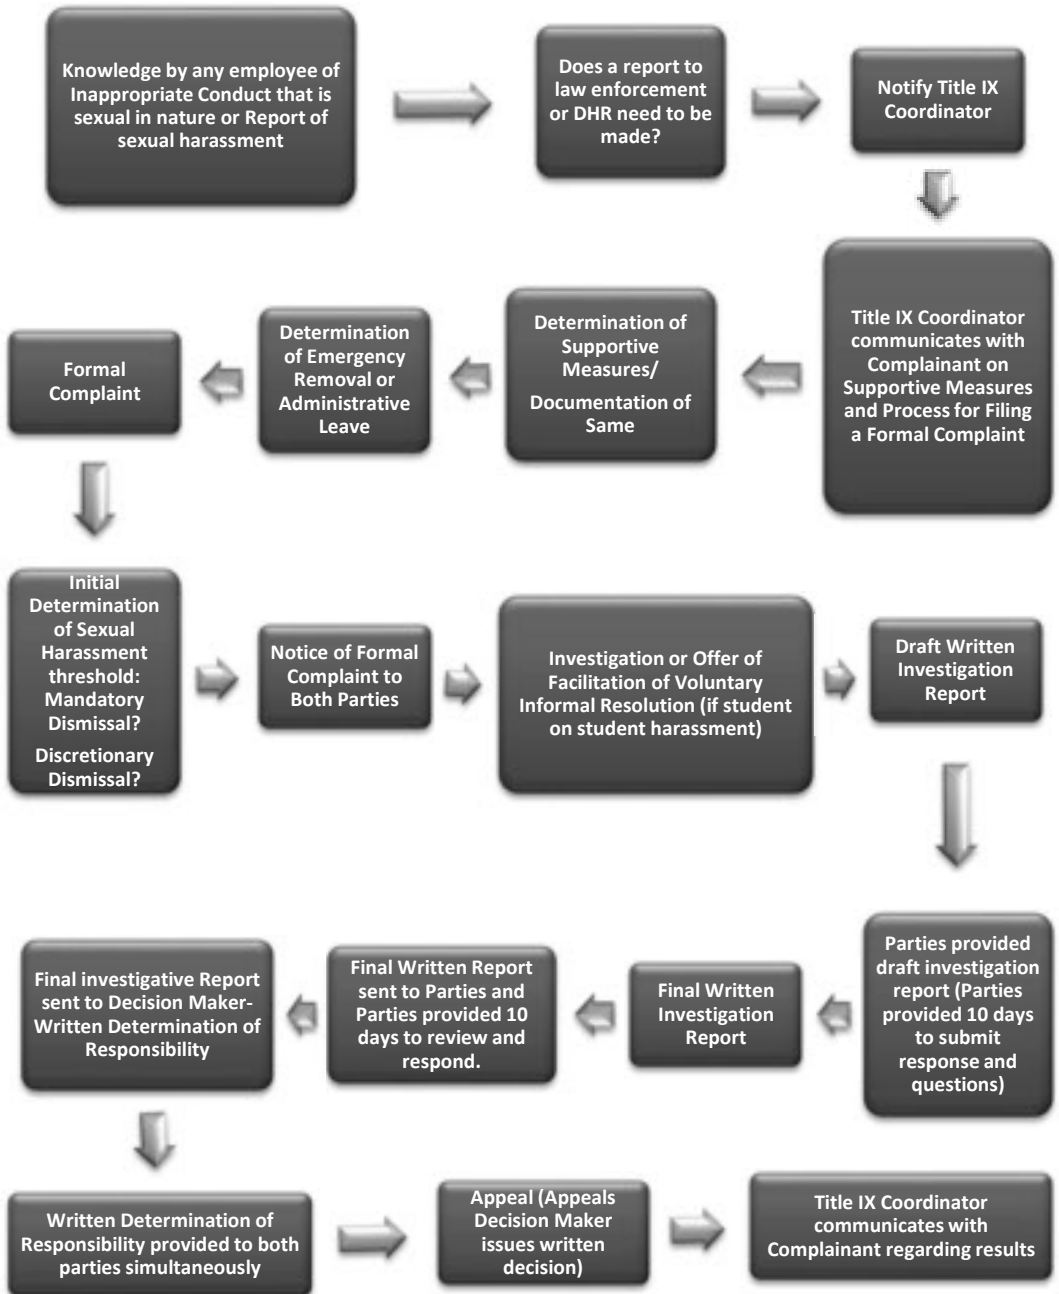 Knowledge by any employee of
Inappropriate Conduct that is
sexual in nature or Report of
sexual harassment
Does a report to
law enforcement
or DHR need to be
made?
Notify Title IX
Coordinator
Title IX Coordinator
communicates with
Complainant on
Supportive Measures
and Process for Filing
a Formal Complaint
Determination of
Supportive
Measures/
Documentation of
Same
Determination
of Emergency
Removal or
Administrative
Leave
Formal
Complaint
Initial
Determination
of Sexual
Harassment
threshold:
Mandatory
Dismissal?
Discretionary
Dismissal?
Notice of Formal
Complaint to
Both Parties
Investigation or Offer of
Facilitation of Voluntary
Informal Resolution (if student
on student harassment)
Draft Written
Investigation
Report
Parties provided
draft investigation
report (Parties
provided 10 days
to submit
response and
questions)
Final Written
Investigation
Report
Final Written Report
sent to Parties and
Parties provided 10
days to review and
respond.
Final investigative Report
sent to Decision Maker-
Written Determination of
Responsibility
Written Determination of
Responsibility provided to both
parties simultaneously
Appeal (Appeals
Decision Maker
issues written
decision)
Title IX Coordinator
communicates with
Complainant regarding results